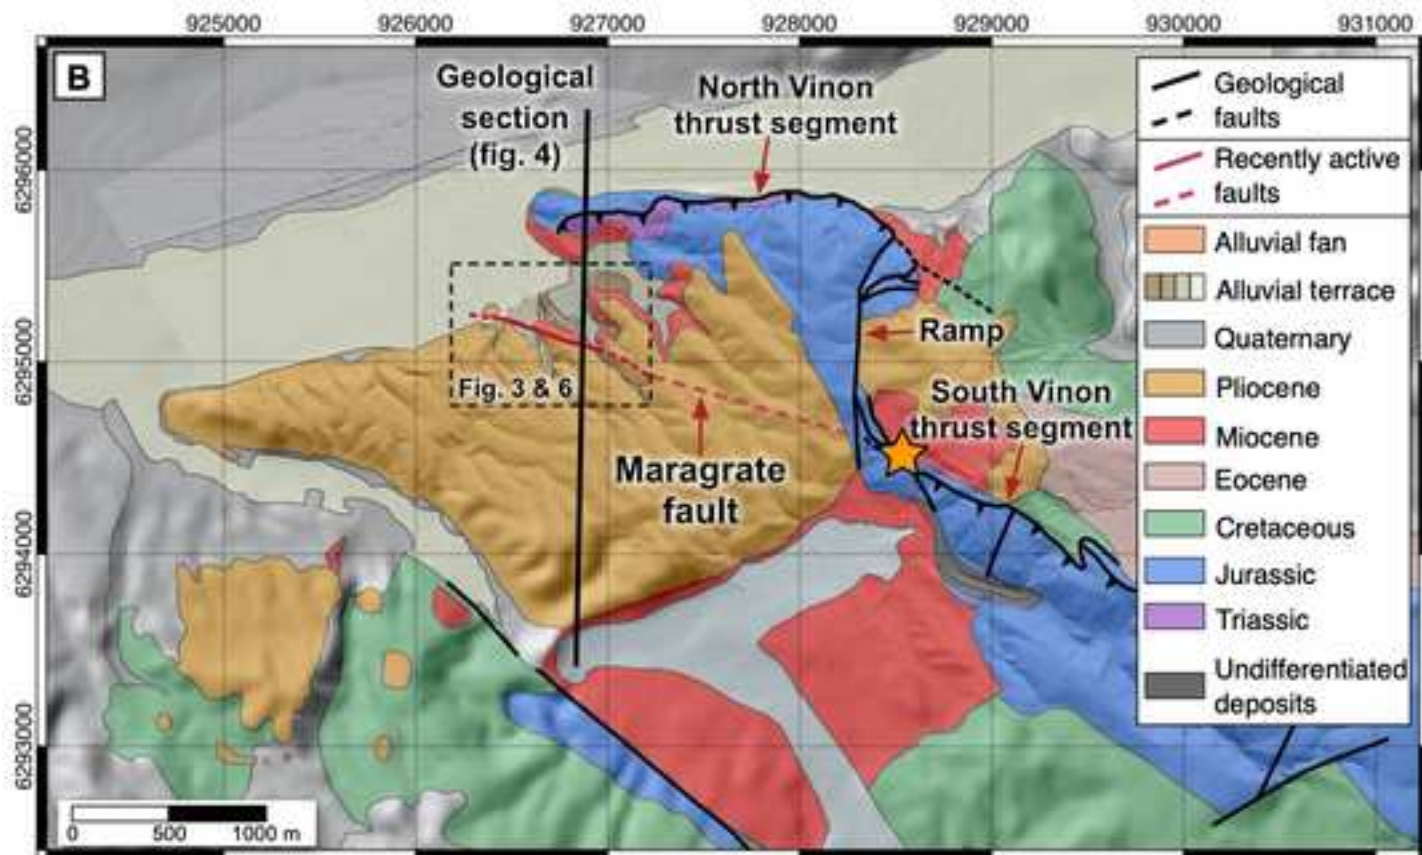 925000
926000
927000
928000
929000
930000
931000
B
Geological
section
(fig. 4)
North Vinon
thrust segment
Geological
faults
Recently active
faults
Alluvial fan
Alluvial terrace
Quaternary
Pliocene
Miocene
Eocene
Cretaceous
Jurassic
Triassic
Undifferentiated
deposits
6296000
6295000
6294000
6293000
Ramp
Fig. 3 & 6
South Vinon
thrust segment
Maragrate
fault
0
500
1000 m